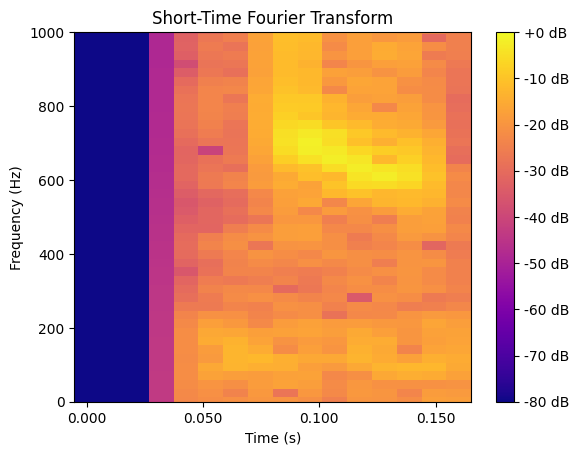 Short-Time Fourier Transform
Frequency (Hz)
1000
800
600
400
200
0
0.000
0.050
0.100
0.150
Time (s)
+0 dB
-10 dB
-20 dB
-30 dB
-40 dB
-50 dB
-60 dB
-70 dB
-80 dB